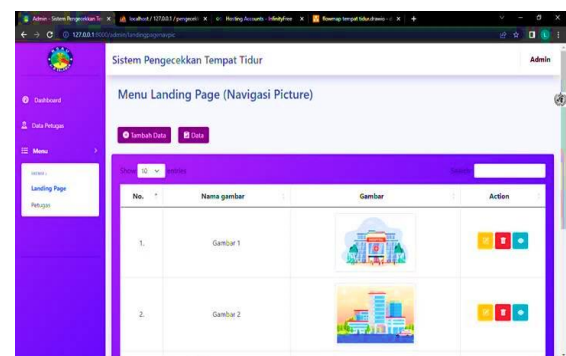 Admin - Sistem Pengecekkan Te
localhost / 127.0.0.1 / pengecekk
Hosting Accounts - InfinityFree
flowmap tempat tidur.drawio - d
127.0.0.1:8000/admin/landingpagenavpic
Sistem Pengecekkan Tempat Tidur
Admin
Dashboard
Data Petugas
Menu
Landing Page
Petugas
Menu Landing Page (Navigasi Picture)
Tambah Data
Data
Show 10 entries
Search:
No.
Nama gambar
Gambar
Action
1.
Gambar 1
HOSPITAL
2.
Gambar 2